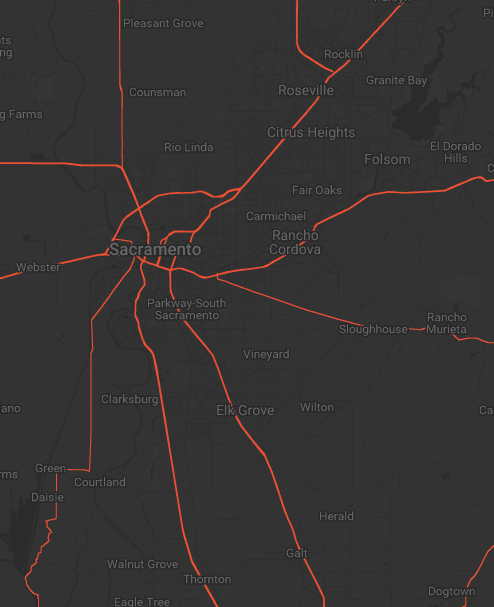 Pleasant Grove
Rocklin
Granite Bay
Roseville
Counsman
Citrus Heights
Rio Linda
El Dorado
Hills
Folsom
Fair Oaks
Carmichael
Rancho
Cordova
Sacramento
Webster
Parkway-South
Sacramento
Rancho
Murieta
Sloughhouse
Vineyard
Clarksburg
Elk Grove
Wilton
Green
Courtland
Daisie
Herald
Galt
Walnut Grove
Thornton
Dogtown
Eagle Tree
g Farms